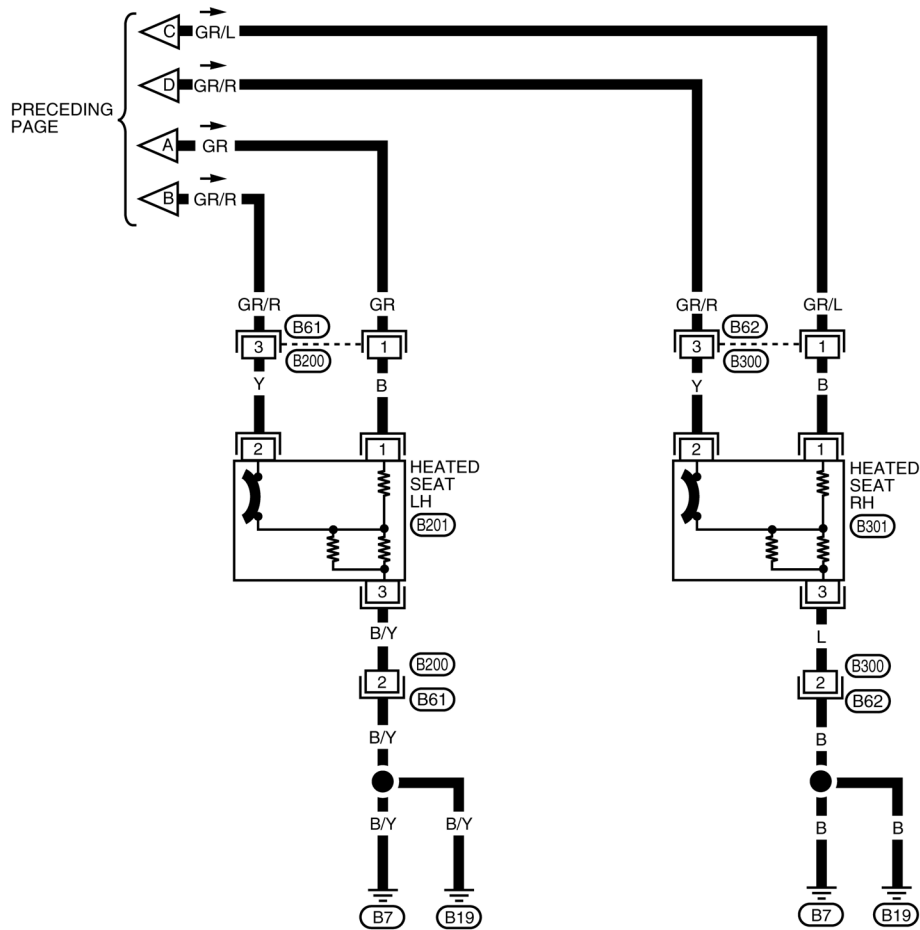 C GR/L
D GR/R
PRECEDING
PAGE
A GR
B GR/R
GR/R GR GR/R GR/L
B61 B62
3 1 3 1
B200 B300
Y B Y B
2 1 2 1
HEATED
SEAT
LH
B201
HEATED
SEAT
RH
B301
3 3
B/Y L
B200 B300
2 2
B61 B62
B/Y B
B/Y B/Y B B
B7 B19 B7 B19